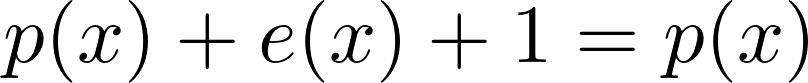 p(x) + e(x) + 1 = p(x)